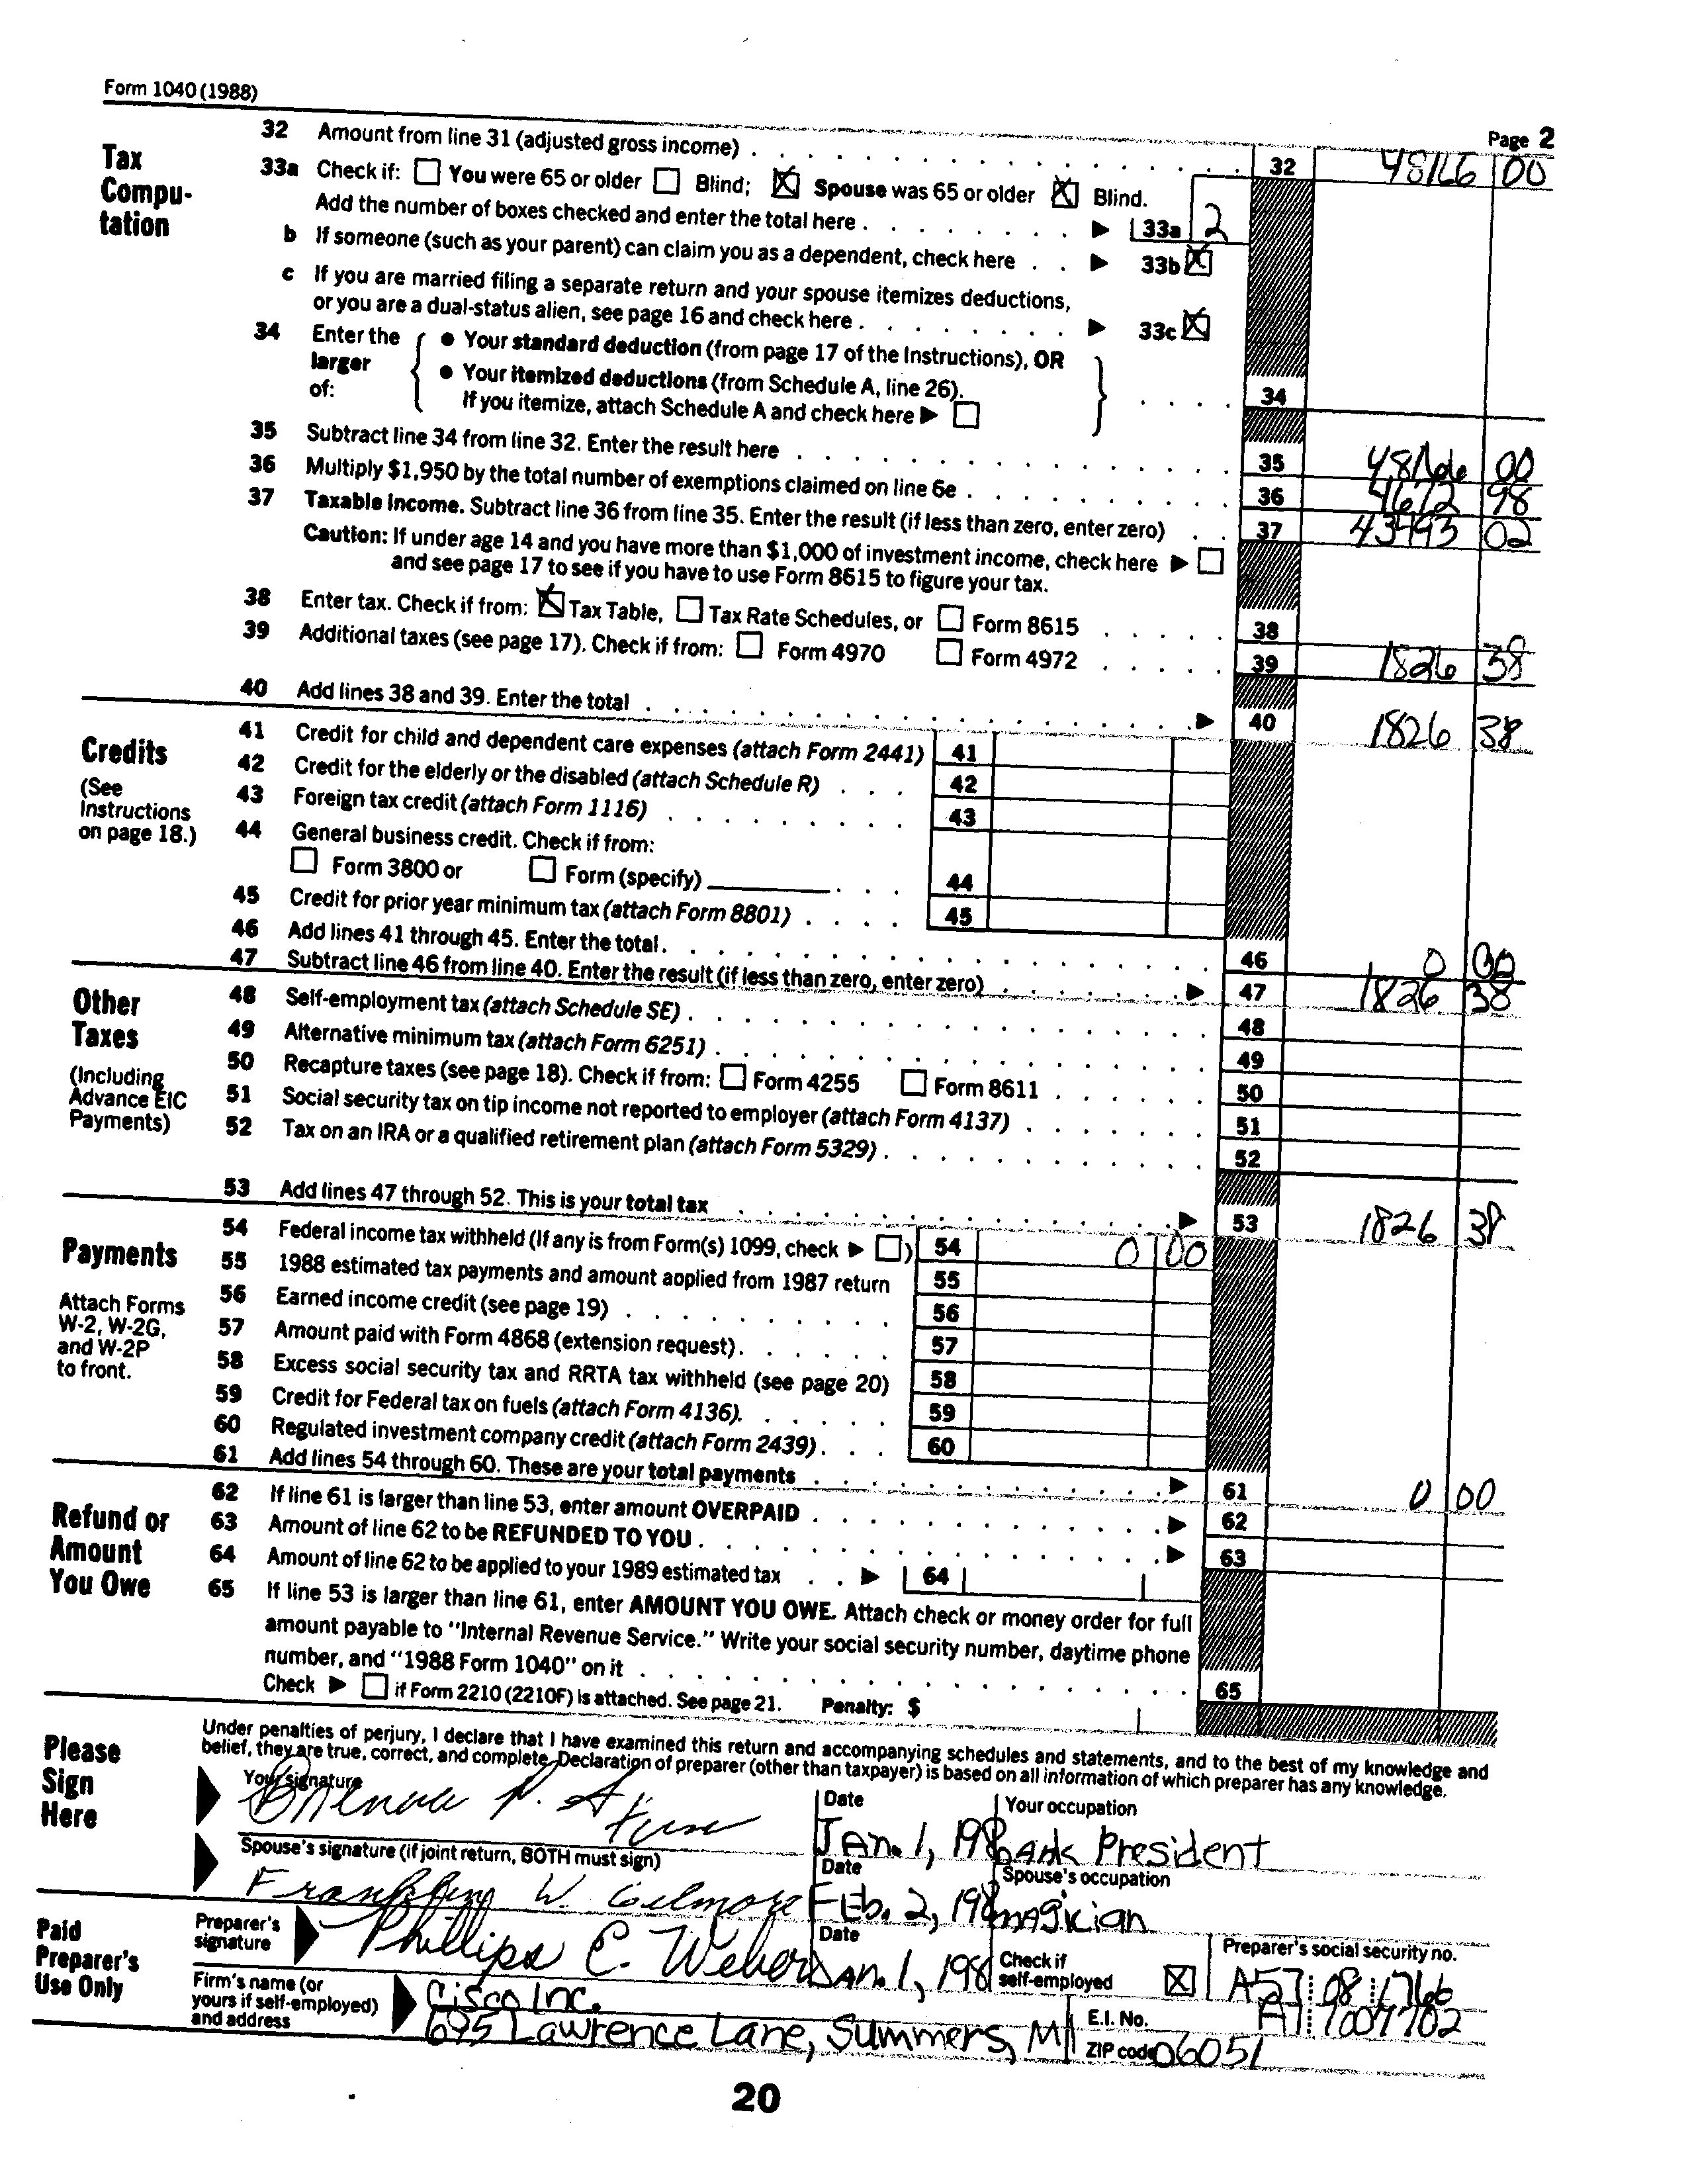 Form 1040 (1988)
Page 2
Tax Compu-tation
32 Amount from line 31 (adjusted gross income) . . . 32 48166 00
33a Check if: ☐ You were 65 or older ☐ Blind; ☒ Spouse was 65 or older ☒ Blind.
Add the number of boxes checked and enter the total here . . . ▶ 33a 2
b If someone (such as your parent) can claim you as a dependent, check here . . ▶ 33b ☒
c If you are married filing a separate return and your spouse itemizes deductions,
or you are a dual-status alien, see page 16 and check here . . . ▶ 33c ☒
34 Enter the larger of:
● Your standard deduction (from page 17 of the Instructions), OR
● Your itemized deductions (from Schedule A, line 26).
If you itemize, attach Schedule A and check here ▶ ☐ . . . . 34
35 Subtract line 34 from line 32. Enter the result here . . . 35 48166 00
36 Multiply $1,950 by the total number of exemptions claimed on line 6e . . . 36 4672 98
37 Taxable income. Subtract line 36 from line 35. Enter the result (if less than zero, enter zero) . . 37 43493 02
Caution: If under age 14 and you have more than $1,000 of investment income, check here ▶ ☐
and see page 17 to see if you have to use Form 8615 to figure your tax.
38 Enter tax. Check if from: ☒ Tax Table, ☐ Tax Rate Schedules, or ☐ Form 8615 . . . 38
39 Additional taxes (see page 17). Check if from: ☐ Form 4970 ☐ Form 4972 . . . 39 1826 38
40 Add lines 38 and 39. Enter the total . . . ▶ 40 1826 38
Credits
(See Instructions on page 18.)
41 Credit for child and dependent care expenses (attach Form 2441) 41
42 Credit for the elderly or the disabled (attach Schedule R) . . . 42
43 Foreign tax credit (attach Form 1116) . . . 43
44 General business credit. Check if from:
☐ Form 3800 or ☐ Form (specify) . . . 44
45 Credit for prior year minimum tax (attach Form 8801) . . . . 45
46 Add lines 41 through 45. Enter the total . . . 46 0 00
47 Subtract line 46 from line 40. Enter the result (if less than zero, enter zero) . . . ▶ 47 1826 38
Other Taxes
(Including Advance EIC Payments)
48 Self-employment tax (attach Schedule SE) . . . 48
49 Alternative minimum tax (attach Form 6251) . . . 49
50 Recapture taxes (see page 18). Check if from: ☐ Form 4255 ☐ Form 8611 . . . 50
51 Social security tax on tip income not reported to employer (attach Form 4137) . . . 51
52 Tax on an IRA or a qualified retirement plan (attach Form 5329) . . . 52
53 Add lines 47 through 52. This is your total tax . . . ▶ 53 1826 38
Payments
Attach Forms W-2, W-2G, and W-2P to front.
54 Federal income tax withheld (If any is from Form(s) 1099, check ▶ ☐) 54 0 00
55 1988 estimated tax payments and amount applied from 1987 return 55
56 Earned income credit (see page 19) . . . 56
57 Amount paid with Form 4868 (extension request) . . . 57
58 Excess social security tax and RRTA tax withheld (see page 20) 58
59 Credit for Federal tax on fuels (attach Form 4136). . . . 59
60 Regulated investment company credit (attach Form 2439) . . . 60
61 Add lines 54 through 60. These are your total payments . . . ▶ 61 0 00
Refund or Amount You Owe
62 If line 61 is larger than line 53, enter amount OVERPAID . . . ▶ 62
63 Amount of line 62 to be REFUNDED TO YOU . . . ▶ 63
64 Amount of line 62 to be applied to your 1989 estimated tax . . ▶ 64
65 If line 53 is larger than line 61, enter AMOUNT YOU OWE. Attach check or money order for full
amount payable to "Internal Revenue Service." Write your social security number, daytime phone
number, and "1988 Form 1040" on it . . . 65
Check ▶ ☐ if Form 2210 (2210F) is attached. See page 21. Penalty: $
Please Sign Here
Under penalties of perjury, I declare that I have examined this return and accompanying schedules and statements, and to the best of my knowledge and
belief, they are true, correct, and complete. Declaration of preparer (other than taxpayer) is based on all information of which preparer has any knowledge.
Your signature
Date JAN. 1, 198
Your occupation Bank President
Spouse's signature (if joint return, BOTH must sign)
Franklin W. Gilmore
Date Feb. 2, 198
Spouse's occupation magician
Paid Preparer's Use Only
Preparer's signature Phillips C. Weber
Date Jan. 1, 198
Check if self-employed ☒
Preparer's social security no. A57 08 1766
Firm's name (or yours if self-employed) and address
Cisco Inc.
695 Lawrence Lane, Summers, MI
E.I. No. A1 7004702
ZIP code 06051
20